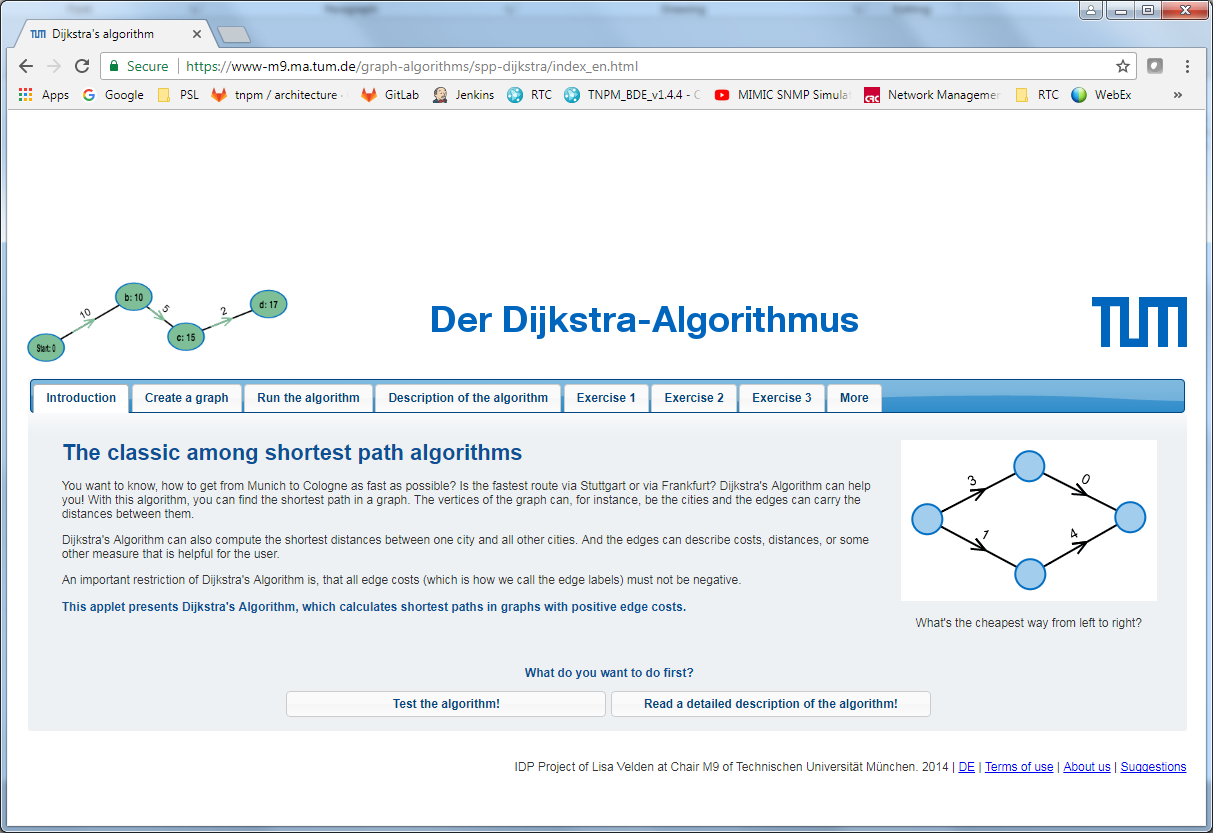 Dijkstra's algorithm
Secure
https://www-m9.ma.tum.de/graph-algorithms/spp-dijkstra/index_en.html
Apps Google PSL tnpm / architecture · GitLab Jenkins RTC TNPM_BDE_v1.4.4 - MIMIC SNMP Simula Network Managemen RTC WebEx »
Start: 0
10
b: 10
5
c: 15
2
d: 17
Der Dijkstra-Algorithmus
TUM
Introduction Create a graph Run the algorithm Description of the algorithm Exercise 1 Exercise 2 Exercise 3 More
The classic among shortest path algorithms
You want to know, how to get from Munich to Cologne as fast as possible? Is the fastest route via Stuttgart or via Frankfurt? Dijkstra's Algorithm can help
you! With this algorithm, you can find the shortest path in a graph. The vertices of the graph can, for instance, be the cities and the edges can carry the
distances between them.
Dijkstra's Algorithm can also compute the shortest distances between one city and all other cities. And the edges can describe costs, distances, or some
other measure that is helpful for the user.
An important restriction of Dijkstra's Algorithm is, that all edge costs (which is how we call the edge labels) must not be negative.
This applet presents Dijkstra's Algorithm, which calculates shortest paths in graphs with positive edge costs.
3
0
1
4
What's the cheapest way from left to right?
What do you want to do first?
Test the algorithm! Read a detailed description of the algorithm!
IDP Project of Lisa Velden at Chair M9 of Technischen Universität München. 2014 | DE | Terms of use | About us | Suggestions